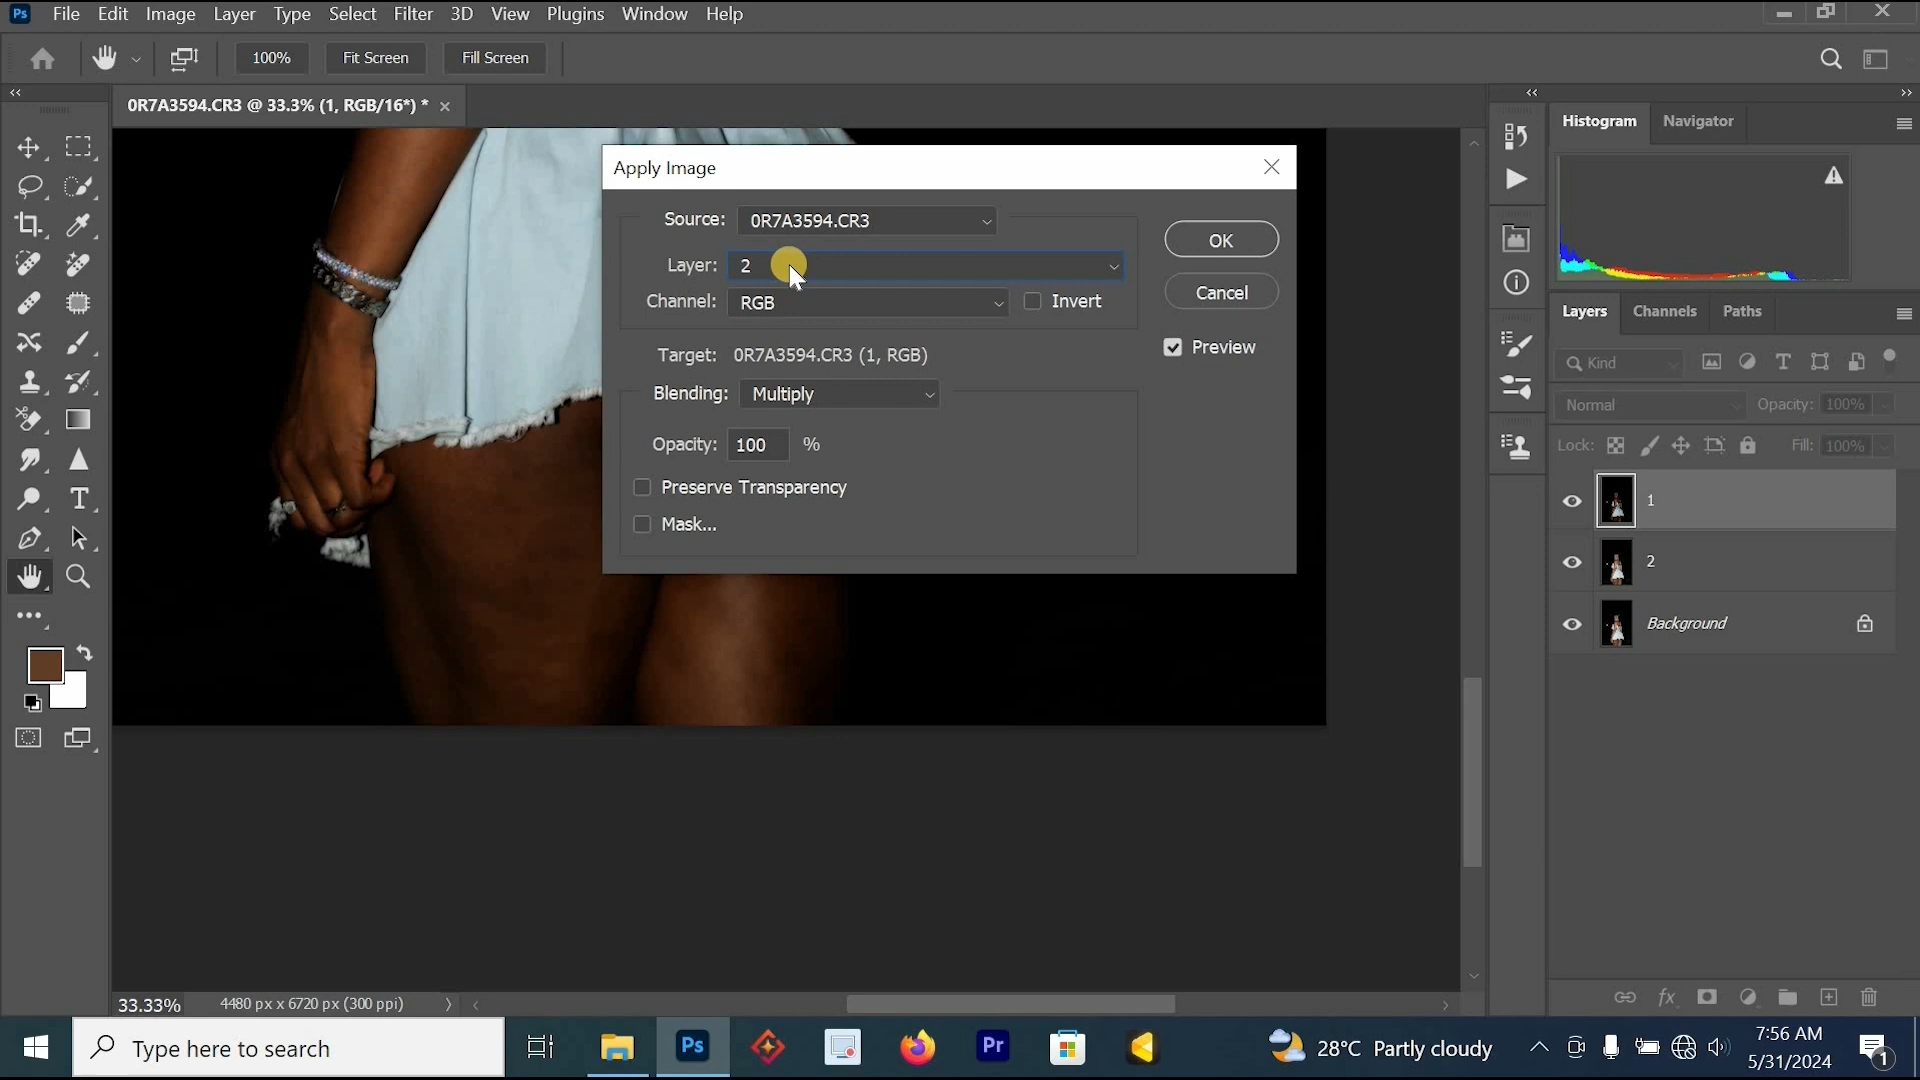 Ps File Edit Image Layer Type Select Filter 3D View Plugins Window Help
100% Fit Screen Fill Screen
0R7A3594.CR3 @ 33.3% (1, RGB/16*) *
Histogram Navigator
Apply Image
Source: 0R7A3594.CR3
OK
Layer: 2
Cancel
Channel: RGB Invert
Target: 0R7A3594.CR3 (1, RGB)
Preview
Blending: Multiply
Opacity: 100 %
Preserve Transparency
Mask...
Layers Channels Paths
Kind
Normal Opacity: 100%
Lock: Fill: 100%
1
2
Background
33.33% 4480 px x 6720 px (300 ppi)
Type here to search
Ps
Pr
28°C Partly cloudy
7:56 AM
5/31/2024
1